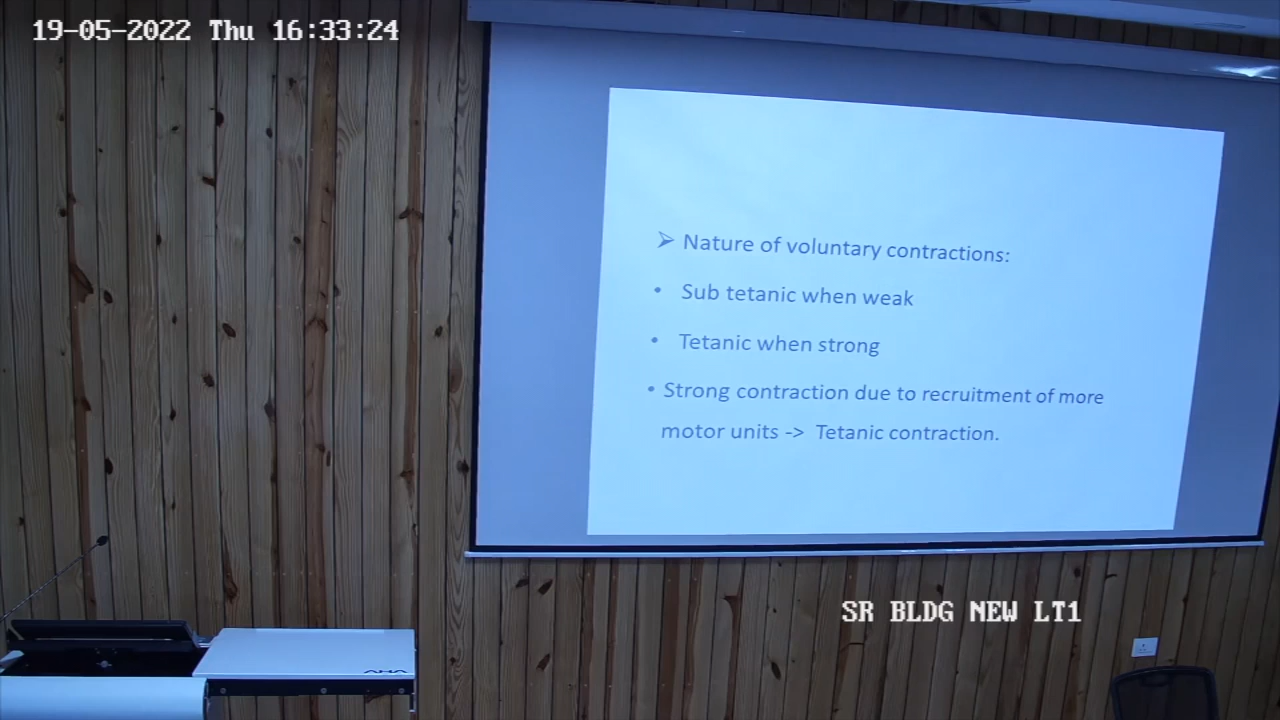 19-05-2022 Thu 16:33:24
➢ Nature of voluntary contractions:
• Sub tetanic when weak
• Tetanic when strong
• Strong contraction due to recruitment of more
motor units -> Tetanic contraction.
SR BLDG NEW LT1
AHA